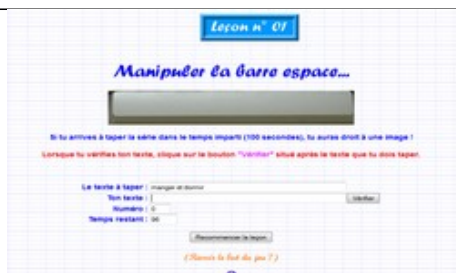 Leçon n° 01
Manipuler la barre espace...
Si tu arrives à taper la série dans le temps imparti (100 secondes), tu auras droit à une image !
Lorsque tu vérifies ton texte, clique sur le bouton "Vérifier" situé après le texte que tu dois taper.
Le texte à taper : manger et dormir
Ton texte : Vérifier
Numéro : 0
Temps restant : 96
Recommencer la leçon
( Revoir le but du jeu ? )